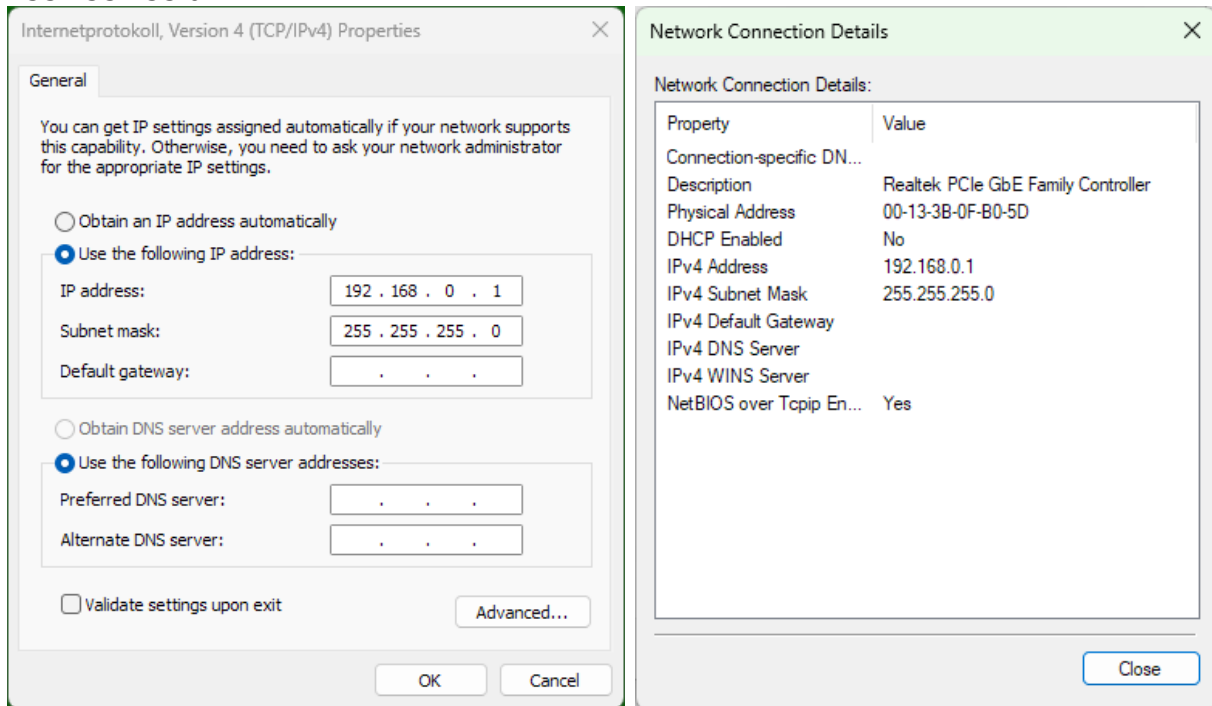 Internetprotokoll, Version 4 (TCP/IPv4) Properties
General
You can get IP settings assigned automatically if your network supports
this capability. Otherwise, you need to ask your network administrator
for the appropriate IP settings.
Obtain an IP address automatically
Use the following IP address:
IP address: 192 . 168 . 0 . 1
Subnet mask: 255 . 255 . 255 . 0
Default gateway: . . .
Obtain DNS server address automatically
Use the following DNS server addresses:
Preferred DNS server: . . .
Alternate DNS server: . . .
Validate settings upon exit
Advanced...
OK Cancel
Network Connection Details
Network Connection Details:
Property Value
Connection-specific DN...
Description Realtek PCIe GbE Family Controller
Physical Address 00-13-3B-0F-B0-5D
DHCP Enabled No
IPv4 Address 192.168.0.1
IPv4 Subnet Mask 255.255.255.0
IPv4 Default Gateway
IPv4 DNS Server
IPv4 WINS Server
NetBIOS over Tcpip En... Yes
Close